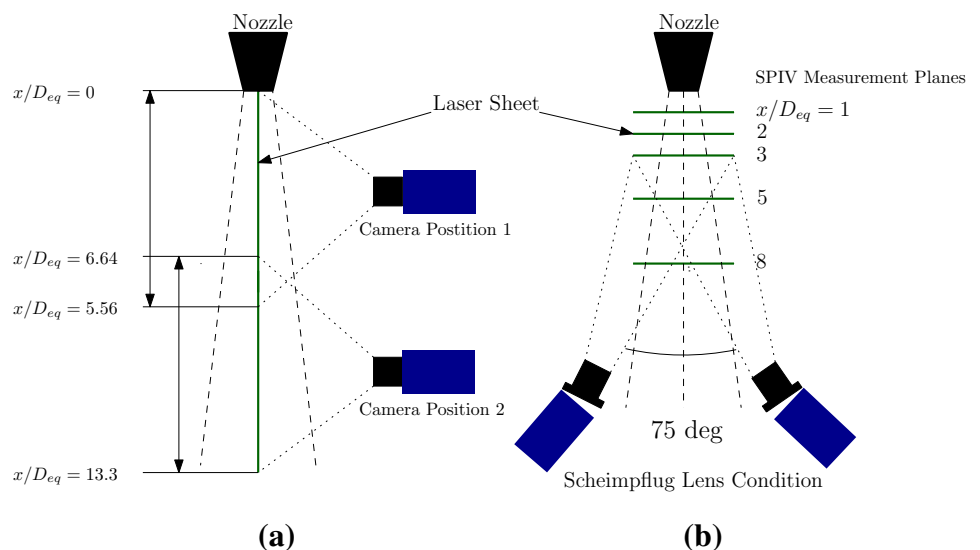 Nozzle
x/D_eq = 0
Laser Sheet
Camera Postition 1
x/D_eq = 6.64
x/D_eq = 5.56
Camera Position 2
x/D_eq = 13.3
(a)
Nozzle
SPIV Measurement Planes
x/D_eq = 1
2
3
5
8
75 deg
Scheimpflug Lens Condition
(b)